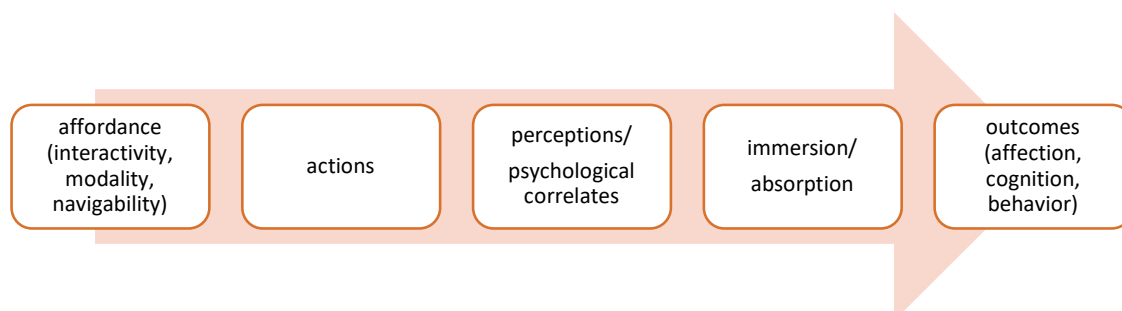 affordance
(interactivity,
modality,
navigability)
actions
perceptions/
psychological
correlates
immersion/
absorption
outcomes
(affection,
cognition,
behavior)